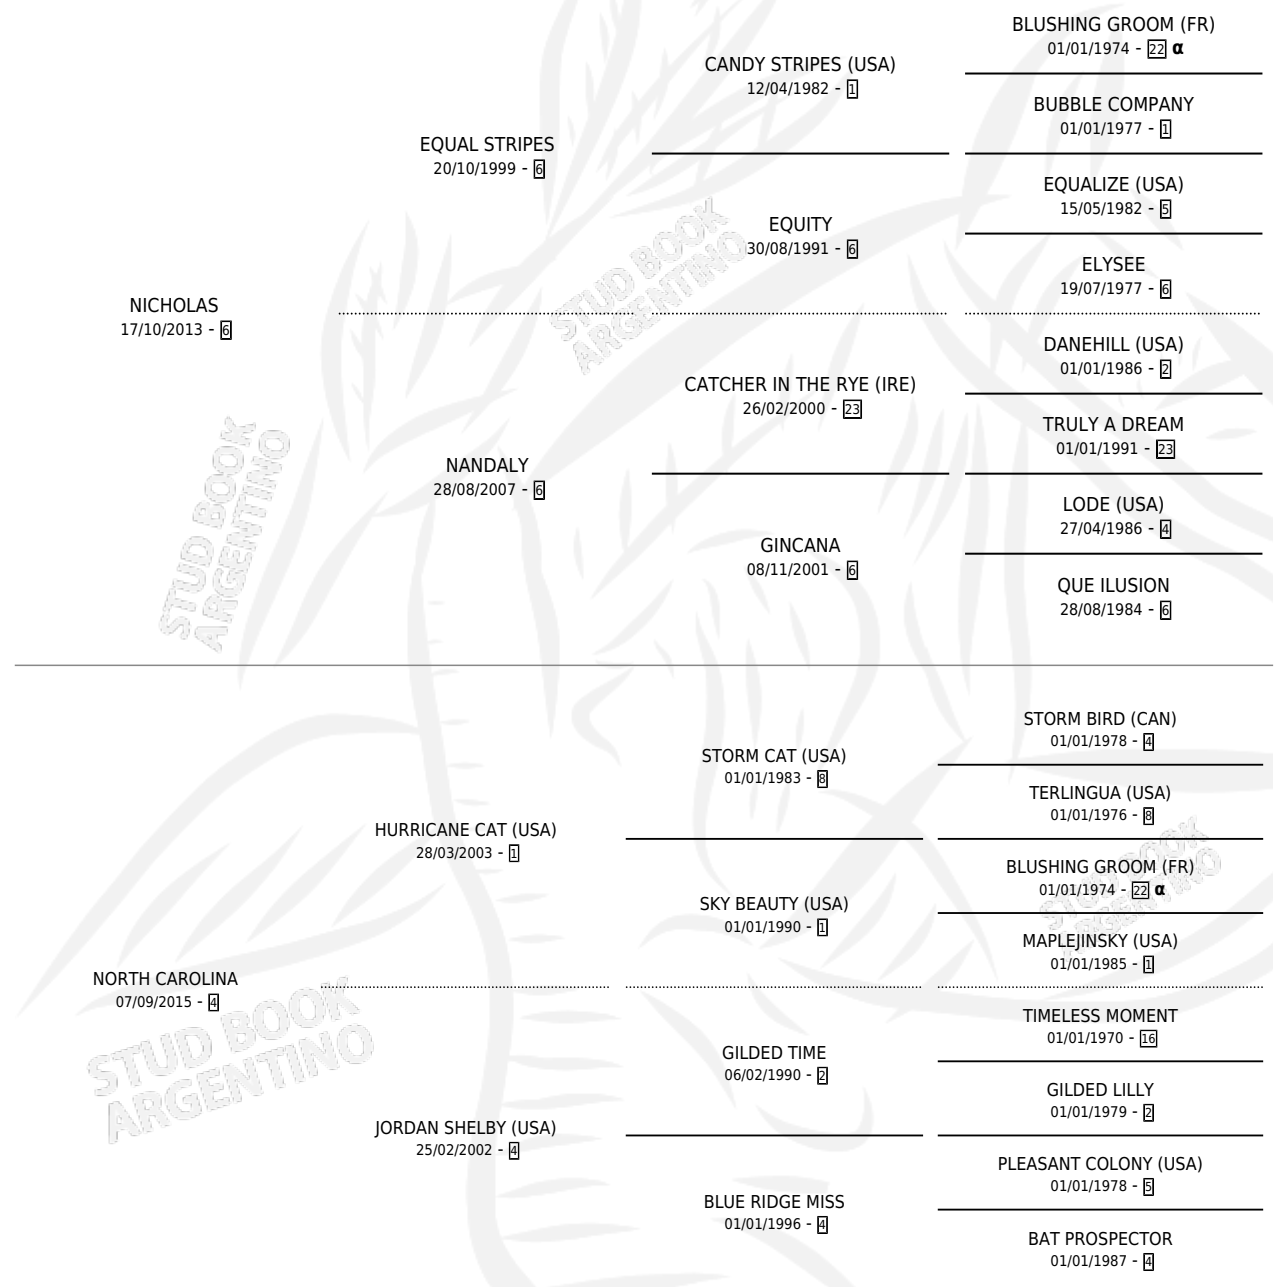 BLUSHING GROOM (FR)
01/01/1974 - 22 α
CANDY STRIPES (USA)
12/04/1982 - 1
BUBBLE COMPANY
01/01/1977 - 1
EQUAL STRIPES
20/10/1999 - 6
EQUALIZE (USA)
15/05/1982 - 5
EQUITY
30/08/1991 - 6
ELYSEE
19/07/1977 - 6
NICHOLAS
17/10/2013 - 6
DANEHILL (USA)
01/01/1986 - 2
CATCHER IN THE RYE (IRE)
26/02/2000 - 23
TRULY A DREAM
01/01/1991 - 23
NANDALY
28/08/2007 - 6
LODE (USA)
27/04/1986 - 4
GINCANA
08/11/2001 - 6
QUE ILUSION
28/08/1984 - 6
STUD BOOK
ARGENTINO
STUD BOOK
ARGENTINO
STORM BIRD (CAN)
01/01/1978 - 4
STORM CAT (USA)
01/01/1983 - 8
TERLINGUA (USA)
01/01/1976 - 8
HURRICANE CAT (USA)
28/03/2003 - 1
BLUSHING GROOM (FR)
01/01/1974 - 22 α
SKY BEAUTY (USA)
01/01/1990 - 1
MAPLEJINSKY (USA)
01/01/1985 - 1
NORTH CAROLINA
07/09/2015 - 4
TIMELESS MOMENT
01/01/1970 - 16
GILDED TIME
06/02/1990 - 2
GILDED LILLY
01/01/1979 - 2
JORDAN SHELBY (USA)
25/02/2002 - 4
PLEASANT COLONY (USA)
01/01/1978 - 5
BLUE RIDGE MISS
01/01/1996 - 4
BAT PROSPECTOR
01/01/1987 - 4
STUD BOOK
ARGENTINO
STUD BOOK
ARGENTINO